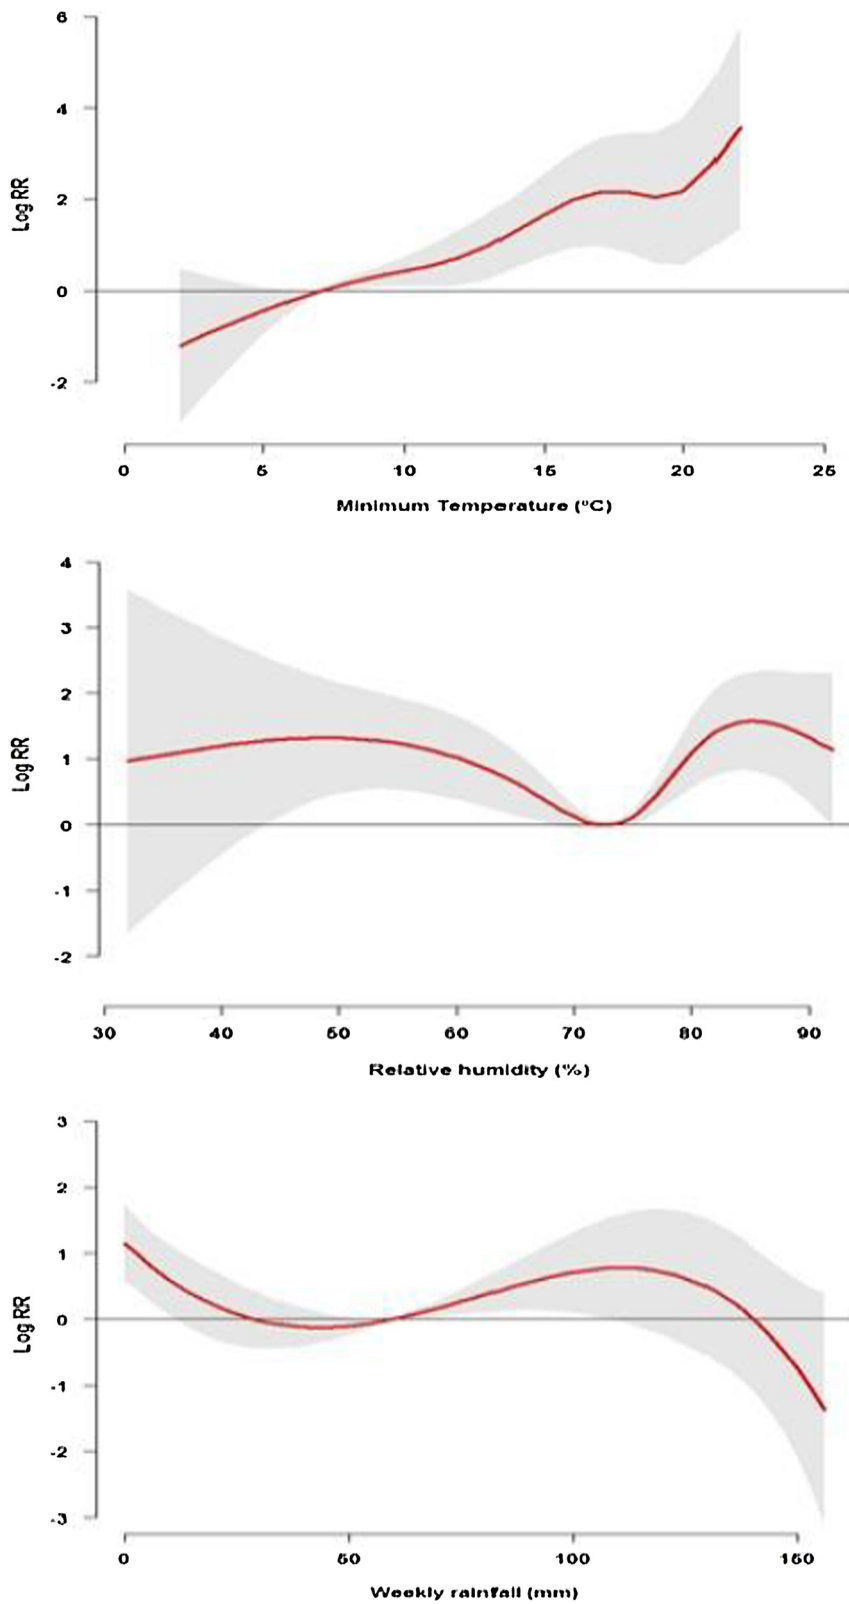 6
4
2
0
-2
Log RR
0 5 10 15 20 25
Minimum Temperature (ºC)
4
3
2
1
0
-1
-2
Log RR
30 40 50 60 70 80 90
Relative humidity (%)
3
2
1
0
-1
-2
-3
Log RR
0 50 100 150
Weekly rainfall (mm)